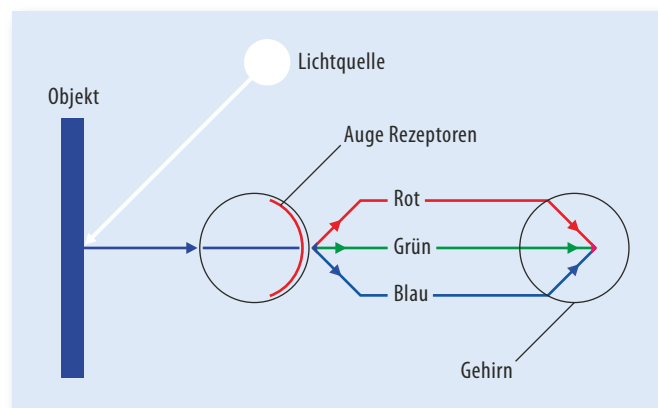 Lichtquelle
Objekt
Auge Rezeptoren
Rot
Grün
Blau
Gehirn